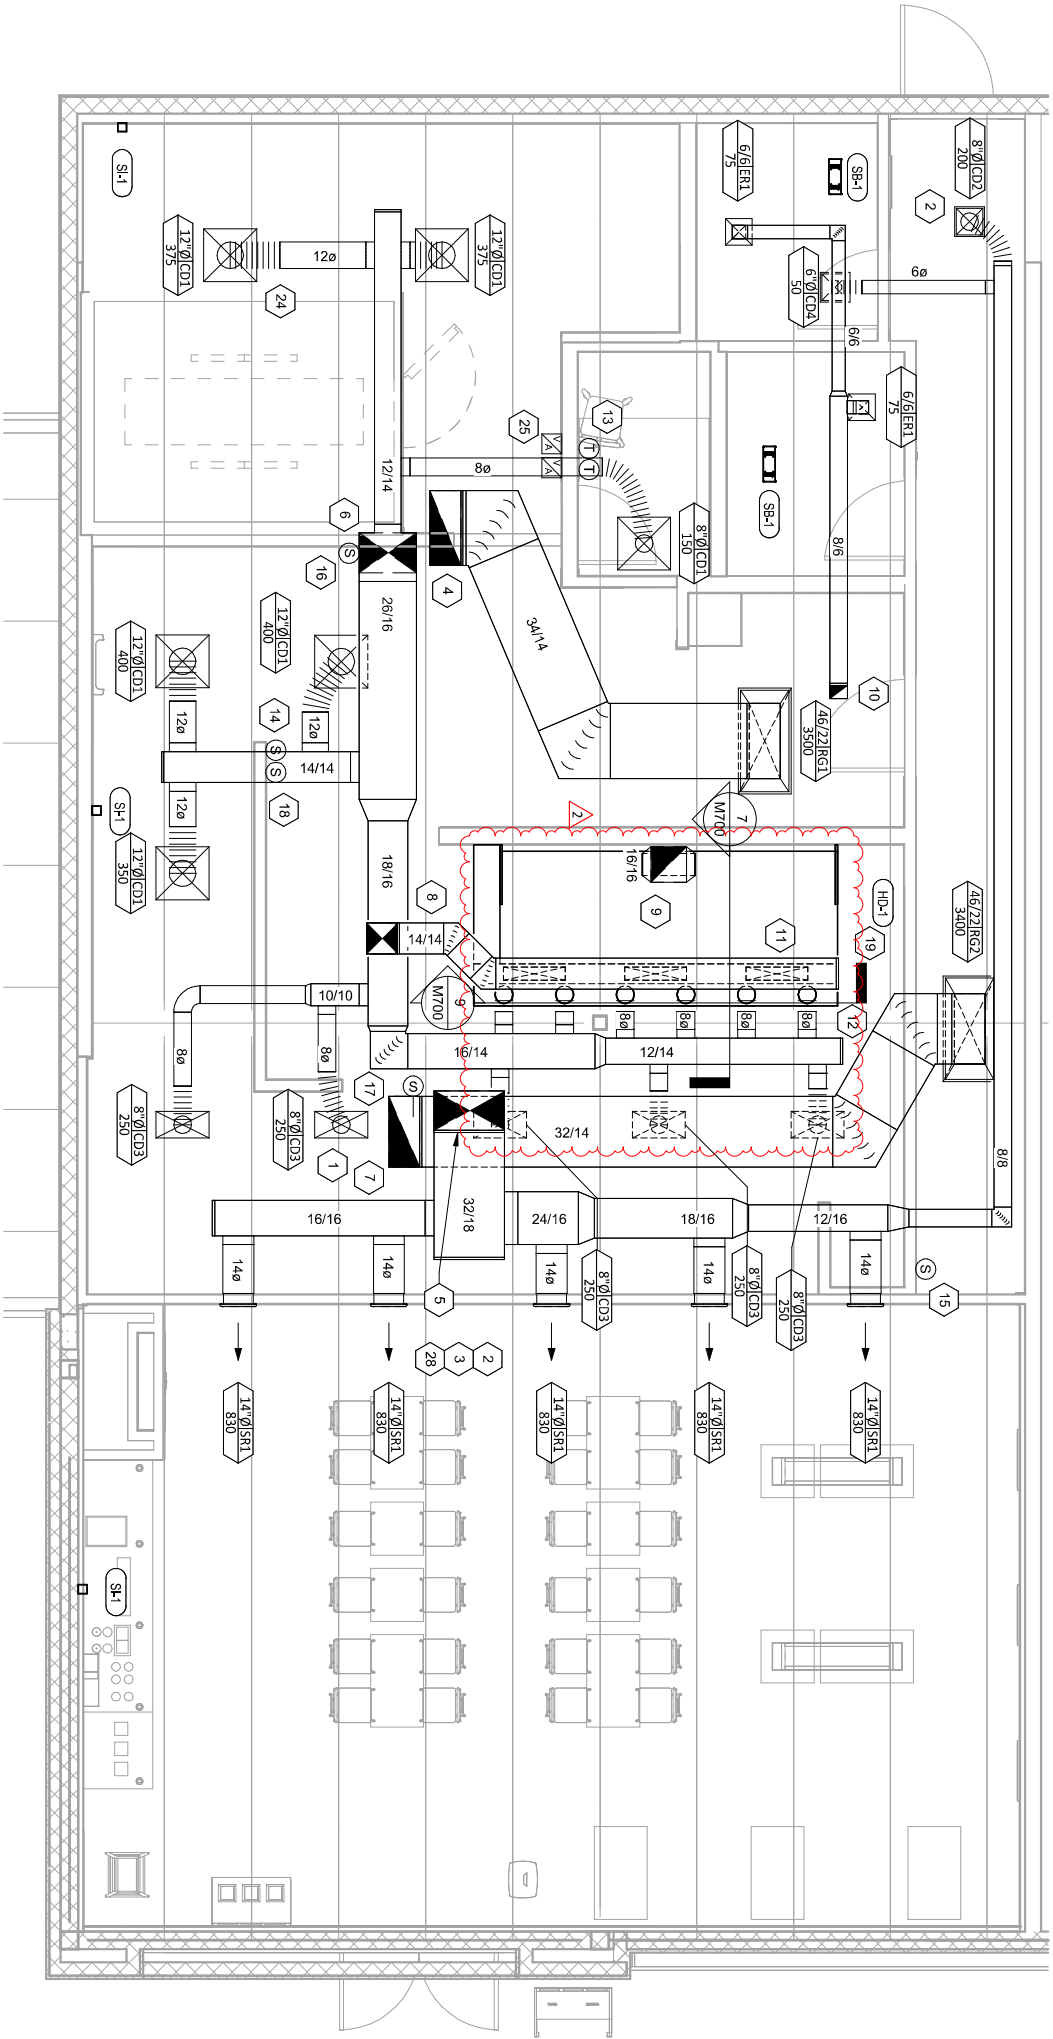 SI-1
12"Ø CD1
375
12ø
24
12"Ø CD1
375
6/6 ER1
75
SB-1
8"Ø CD2
200
2
6"Ø CD4
50
6ø
6/6
6/6 ER1
75
13
25
V
A
V
A
T
T
8ø
12/14
SB-1
8"Ø CD1
150
8/6
6
16
S
4
26/16
34/14
12"Ø CD1
400
12"Ø CD1
400
10
46/22 RG1
3500
14
12ø
12ø
S
S
14/14
18
SI-1
12ø
12"Ø CD1
350
2
7
M700
18/16
16/16
8
9
11
HD-1
19
46/22 RG2
3400
14/14
9
M700
10/10
8ø
8ø
8ø
8ø
8ø
8ø
12
16/14
12/14
17
S
8"Ø CD3
250
8"Ø CD3
250
1
7
32/14
8/8
16/16
32/18
24/16
18/16
12/16
14ø
14ø
14ø
14ø
14ø
S
15
5
8"Ø CD3
250
8"Ø CD3
250
8"Ø CD3
250
28
3
2
14"Ø SR1
830
14"Ø SR1
830
14"Ø SR1
830
14"Ø SR1
830
14"Ø SR1
830
SI-1